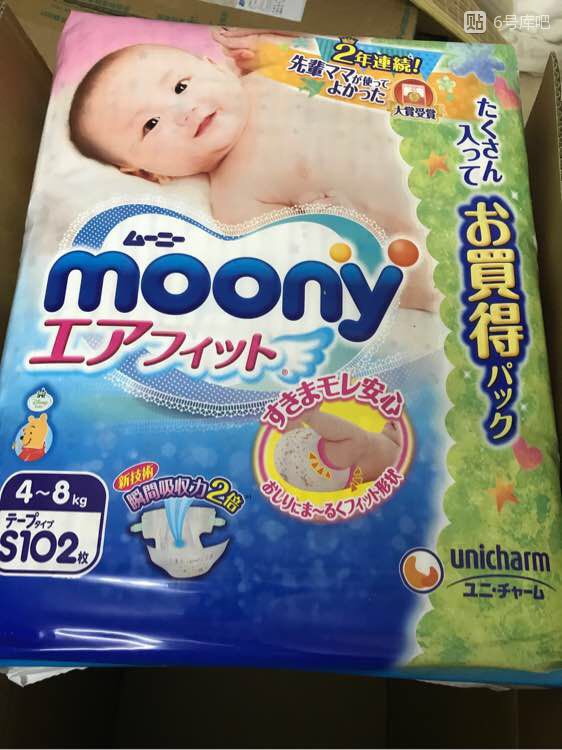 贴 6号库吧
2年連続!
先輩ママが使って
よかった
大賞受賞
たくさん
入って
お買得パック
ムーニー
moony
エアフィット
すきまモレ安心
おしりにま～るくフィット形状
Disney
4～8kg
テープタイプ
S102枚
新技術
瞬間吸収力2倍
unicharm
ユニ・チャーム